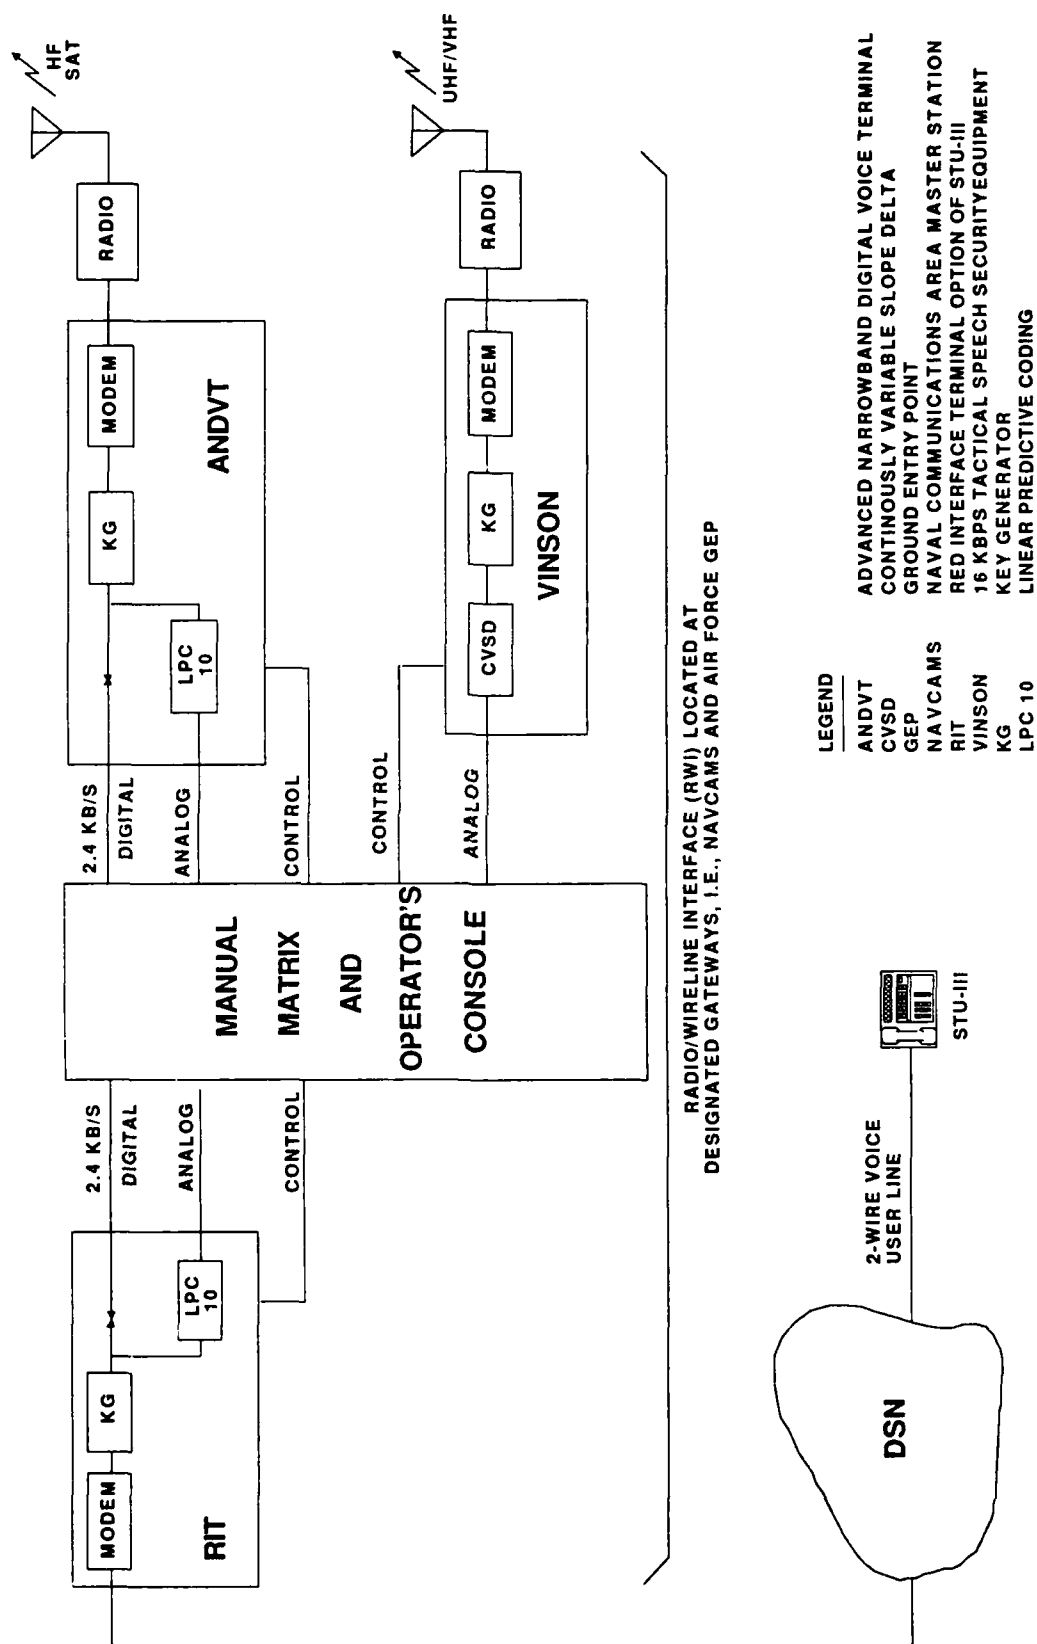 HF
SAT
RADIO
MODEM
KG
ANDVT
LPC
10
2.4 KB/S
DIGITAL
ANALOG
CONTROL
UHF/VHF
RADIO
MODEM
KG
CVSD
VINSON
CONTROL
ANALOG
MANUAL
MATRIX
AND
OPERATOR'S
CONSOLE
2.4 KB/S
DIGITAL
ANALOG
CONTROL
LPC
10
KG
MODEM
RIT
RADIO/WIRELINE INTERFACE (RWI) LOCATED AT
DESIGNATED GATEWAYS, I.E., NAVCAMS AND AIR FORCE GEP
DSN
2-WIRE VOICE
USER LINE
STU-III
LEGEND
ANDVT ADVANCED NARROWBAND DIGITAL VOICE TERMINAL
CVSD CONTINOUSLY VARIABLE SLOPE DELTA
GEP GROUND ENTRY POINT
NAVCAMS NAVAL COMMUNICATIONS AREA MASTER STATION
RIT RED INTERFACE TERMINAL OPTION OF STU-III
VINSON 16 KBPS TACTICAL SPEECH SECURITYEQUIPMENT
KG KEY GENERATOR
LPC 10 LINEAR PREDICTIVE CODING